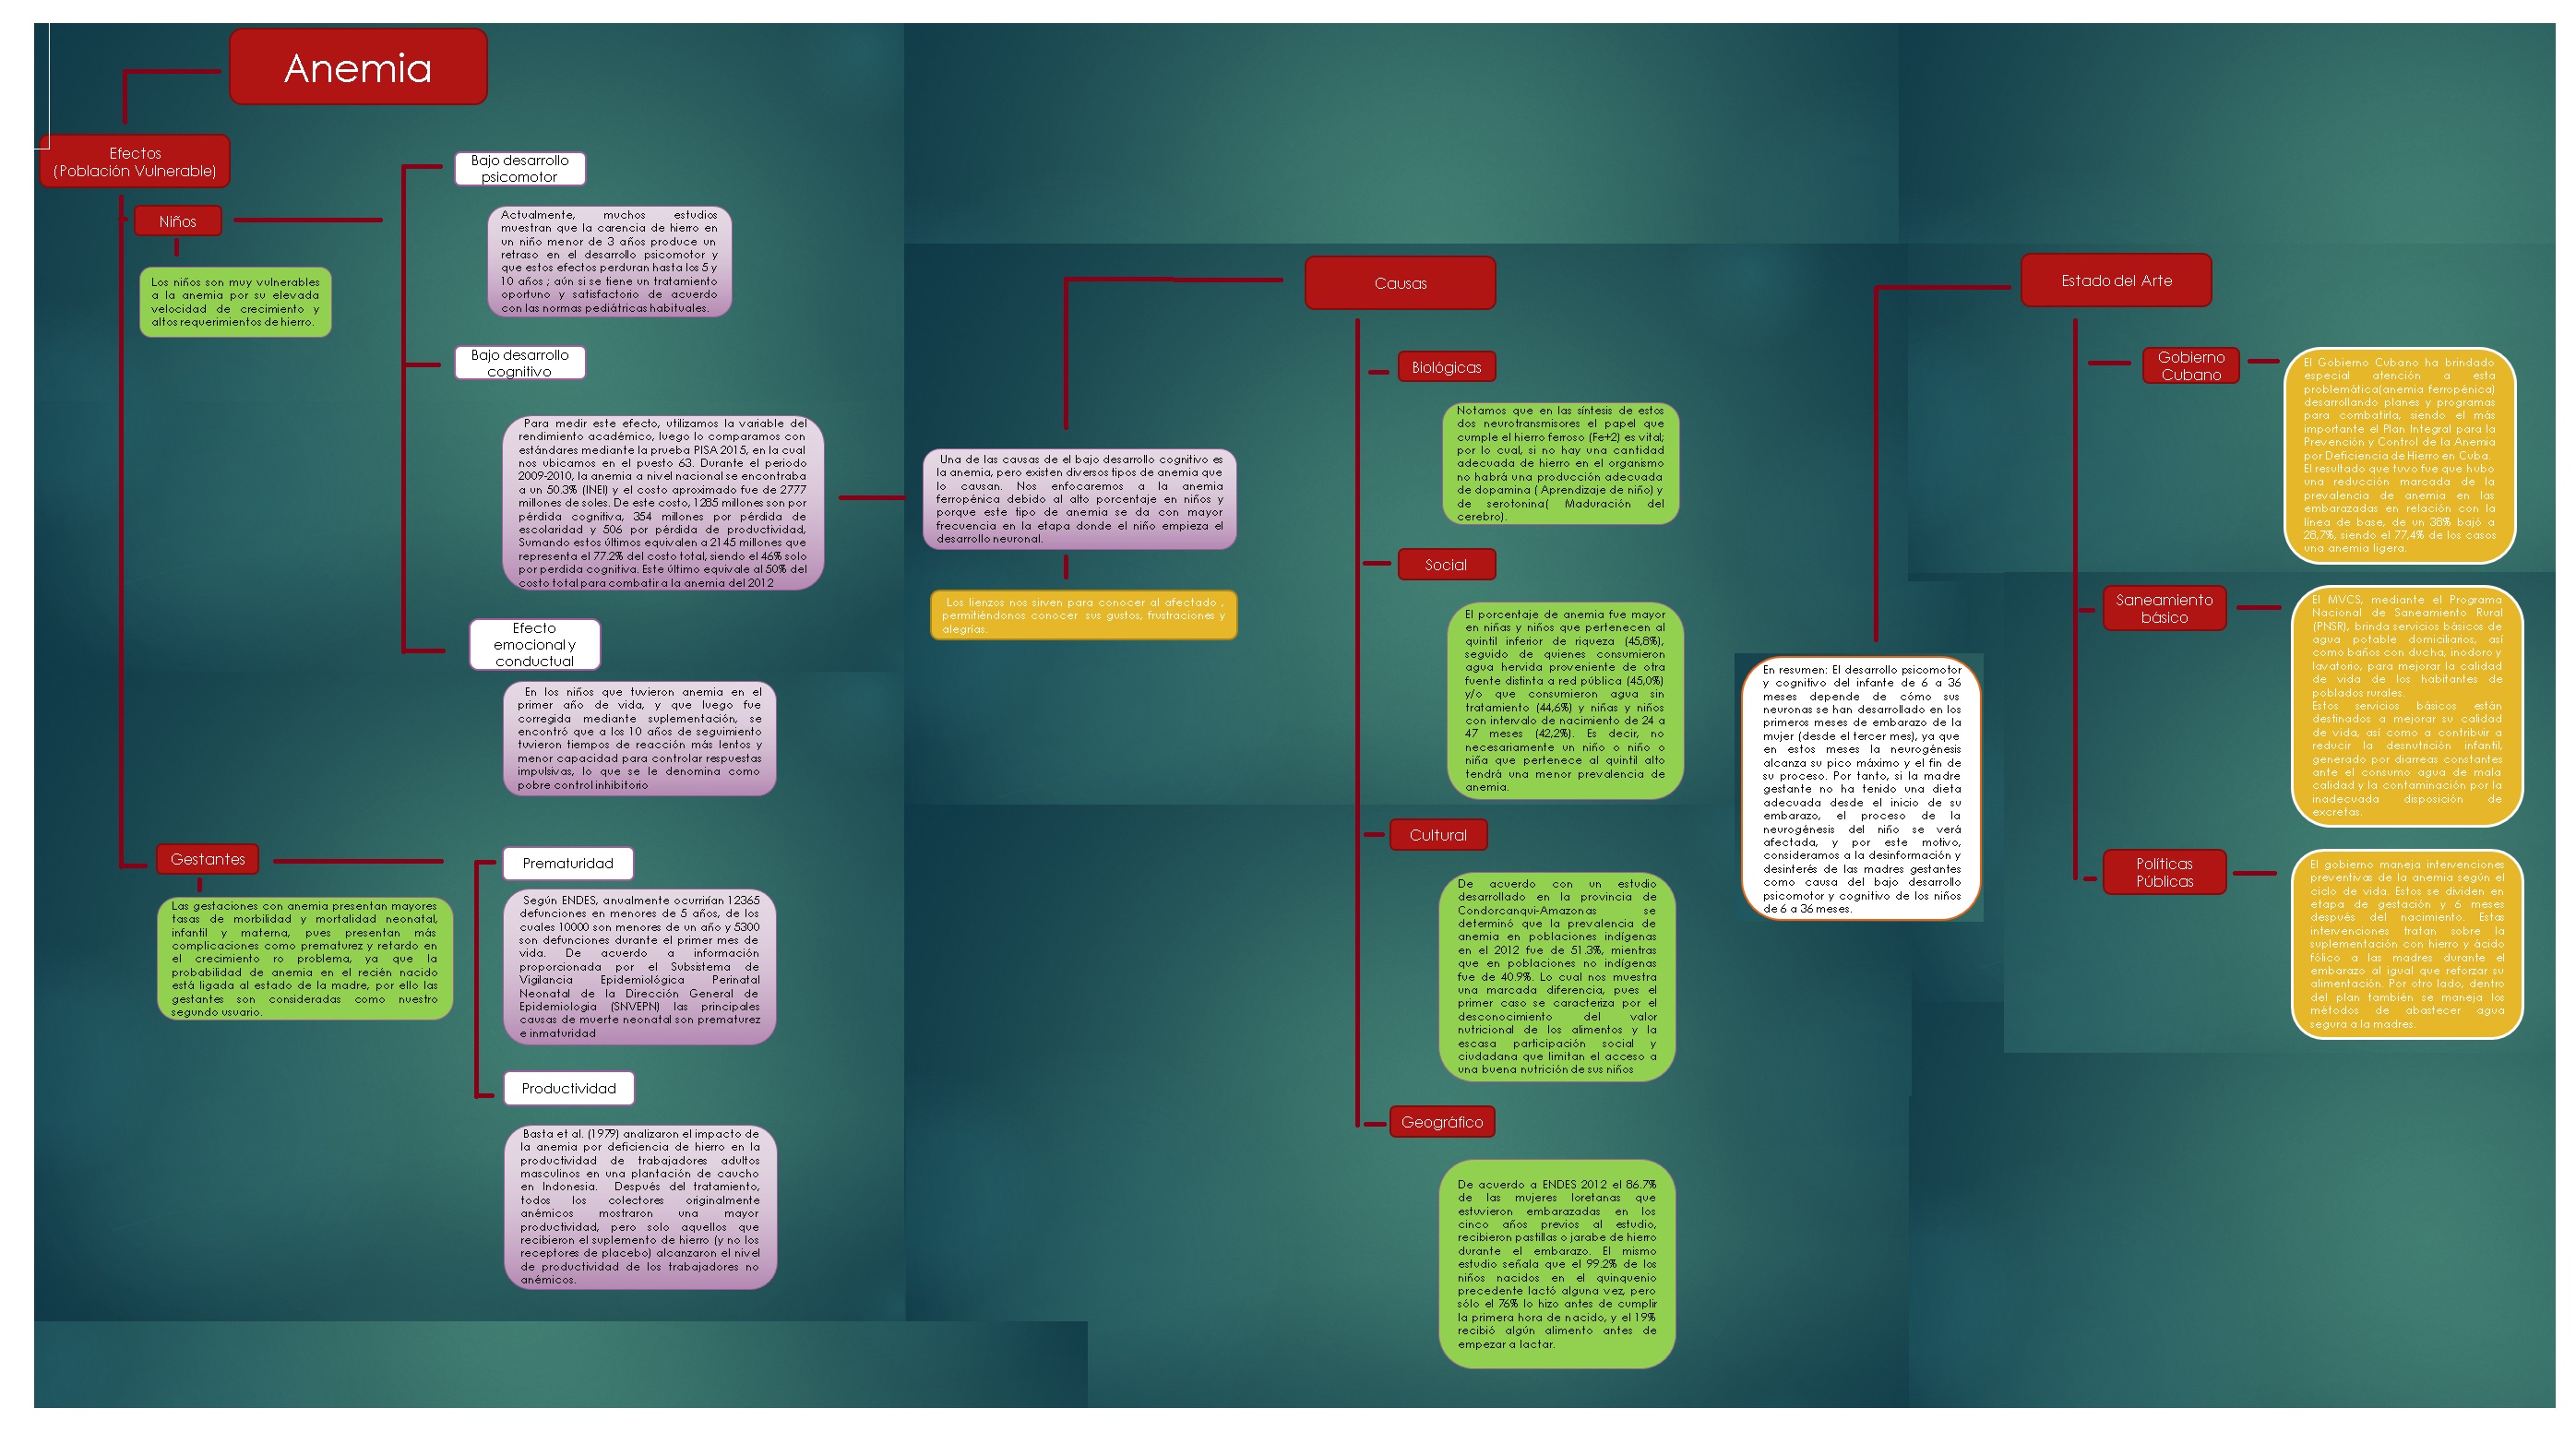 Anemia
Efectos
(Población Vulnerable)
Niños
Los niños son muy vulnerables
a la anemia por su elevada
velocidad de crecimiento y
altos requerimientos de hierro.
Bajo desarrollo
psicomotor
Actualmente, muchos estudios
muestran que la carencia de hierro en
un niño menor de 3 años produce un
retraso en el desarrollo psicomotor y
que estos efectos perduran hasta los 5 y
10 años ; aún si se tiene un tratamiento
oportuno y satisfactorio de acuerdo
con las normas pediátricas habituales.
Bajo desarrollo
cognitivo
Para medir este efecto, utilizamos la variable del
rendimiento académico, luego lo comparamos con
estándares mediante la prueba PISA 2015, en la cual
nos ubicamos en el puesto 63. Durante el periodo
2009-2010, la anemia a nivel nacional se encontraba
a un 50.3% (INEI) y el costo aproximado fue de 2777
millones de soles. De este costo, 1285 millones son por
pérdida cognitiva, 354 millones por pérdida de
escolaridad y 506 por pérdida de productividad,
Sumando estos últimos equivalen a 2145 millones que
representa el 77.2% del costo total, siendo el 46% solo
por perdida cognitiva. Este último equivale al 50% del
costo total para combatir a la anemia del 2012
Efecto
emocional y
conductual
En los niños que tuvieron anemia en el
primer año de vida, y que luego fue
corregida mediante suplementación, se
encontró que a los 10 años de seguimiento
tuvieron tiempos de reacción más lentos y
menor capacidad para controlar respuestas
impulsivas, lo que se le denomina como
pobre control inhibitorio
Gestantes
Las gestaciones con anemia presentan mayores
tasas de morbilidad y mortalidad neonatal,
infantil y materna, pues presentan más
complicaciones como prematurez y retardo en
el crecimiento ro problema, ya que la
probabilidad de anemia en el recién nacido
está ligada al estado de la madre, por ello las
gestantes son consideradas como nuestro
segundo usuario.
Prematuridad
Según ENDES, anualmente ocurrirían 12365
defunciones en menores de 5 años, de los
cuales 10000 son menores de un año y 5300
son defunciones durante el primer mes de
vida. De acuerdo a información
proporcionada por el Subsistema de
Vigilancia Epidemiológica Perinatal
Neonatal de la Dirección General de
Epidemiologia (SNVEPN) las principales
causas de muerte neonatal son prematurez
e inmaturidad
Productividad
Basta et al. (1979) analizaron el impacto de
la anemia por deficiencia de hierro en la
productividad de trabajadores adultos
masculinos en una plantación de caucho
en Indonesia. Después del tratamiento,
todos los colectores originalmente
anémicos mostraron una mayor
productividad, pero solo aquellos que
recibieron el suplemento de hierro (y no los
receptores de placebo) alcanzaron el nivel
de productividad de los trabajadores no
anémicos.
Una de las causas de el bajo desarrollo cognitivo es
la anemia, pero existen diversos tipos de anemia que
lo causan. Nos enfocaremos a la anemia
ferropénica debido al alto porcentaje en niños y
porque este tipo de anemia se da con mayor
frecuencia en la etapa donde el niño empieza el
desarrollo neuronal.
Los lienzos nos sirven para conocer al afectado ,
permitiéndonos conocer sus gustos, frustraciones y
alegrías.
Causas
Biológicas
Notamos que en las síntesis de estos
dos neurotransmisores el papel que
cumple el hierro ferroso (Fe+2) es vital;
por lo cual, si no hay una cantidad
adecuada de hierro en el organismo
no habrá una producción adecuada
de dopamina ( Aprendizaje de niño) y
de serotonina( Maduración del
cerebro).
Social
El porcentaje de anemia fue mayor
en niñas y niños que pertenecen al
quintil inferior de riqueza (45,8%),
seguido de quienes consumieron
agua hervida proveniente de otra
fuente distinta a red pública (45,0%)
y/o que consumieron agua sin
tratamiento (44,6%) y niñas y niños
con intervalo de nacimiento de 24 a
47 meses (42,2%). Es decir, no
necesariamente un niño o niño o
niña que pertenece al quintil alto
tendrá una menor prevalencia de
anemia.
Cultural
De acuerdo con un estudio
desarrollado en la provincia de
Condorcanqui-Amazonas se
determinó que la prevalencia de
anemia en poblaciones indígenas
en el 2012 fue de 51.3%, mientras
que en poblaciones no indígenas
fue de 40.9%. Lo cual nos muestra
una marcada diferencia, pues el
primer caso se caracteriza por el
desconocimiento del valor
nutricional de los alimentos y la
escasa participación social y
ciudadana que limitan el acceso a
una buena nutrición de sus niños
Geográfico
De acuerdo a ENDES 2012 el 86.7%
de las mujeres loretanas que
estuvieron embarazadas en los
cinco años previos al estudio,
recibieron pastillas o jarabe de hierro
durante el embarazo. El mismo
estudio señala que el 99.2% de los
niños nacidos en el quinquenio
precedente lactó alguna vez, pero
sólo el 76% lo hizo antes de cumplir
la primera hora de nacido, y el 19%
recibió algún alimento antes de
empezar a lactar.
En resumen: El desarrollo psicomotor
y cognitivo del infante de 6 a 36
meses depende de cómo sus
neuronas se han desarrollado en los
primeros meses de embarazo de la
mujer (desde el tercer mes), ya que
en estos meses la neurogénesis
alcanza su pico máximo y el fin de
su proceso. Por tanto, si la madre
gestante no ha tenido una dieta
adecuada desde el inicio de su
embarazo, el proceso de la
neurogénesis del niño se verá
afectada, y por este motivo,
consideramos a la desinformación y
desinterés de las madres gestantes
como causa del bajo desarrollo
psicomotor y cognitivo de los niños
de 6 a 36 meses.
Estado del Arte
Gobierno
Cubano
El Gobierno Cubano ha brindado
especial atención a esta
problemática(anemia ferropénica)
desarrollando planes y programas
para combatirla, siendo el más
importante el Plan Integral para la
Prevención y Control de la Anemia
por Deficiencia de Hierro en Cuba.
El resultado que tuvo fue que hubo
una reducción marcada de la
prevalencia de anemia en las
embarazadas en relación con la
línea de base, de un 38% bajó a
28,7%, siendo el 77,4% de los casos
una anemia ligera.
Saneamiento
básico
El MVCS, mediante el Programa
Nacional de Saneamiento Rural
(PNSR), brinda servicios básicos de
agua potable domiciliarios, así
como baños con ducha, inodoro y
lavatorio, para mejorar la calidad
de vida de los habitantes de
poblados rurales.
Estos servicios básicos están
destinados a mejorar su calidad
de vida, así como a contribuir a
reducir la desnutrición infantil,
generado por diarreas constantes
ante el consumo agua de mala
calidad y la contaminación por la
inadecuada disposición de
excretas.
Políticas
Públicas
El gobierno maneja intervenciones
preventivas de la anemia según el
ciclo de vida. Estos se dividen en
etapa de gestación y 6 meses
después del nacimiento. Estas
intervenciones tratan sobre la
suplementación con hierro y ácido
fólico a las madres durante el
embarazo al igual que reforzar su
alimentación. Por otro lado, dentro
del plan también se maneja los
métodos de abastecer agua
segura a la madres.